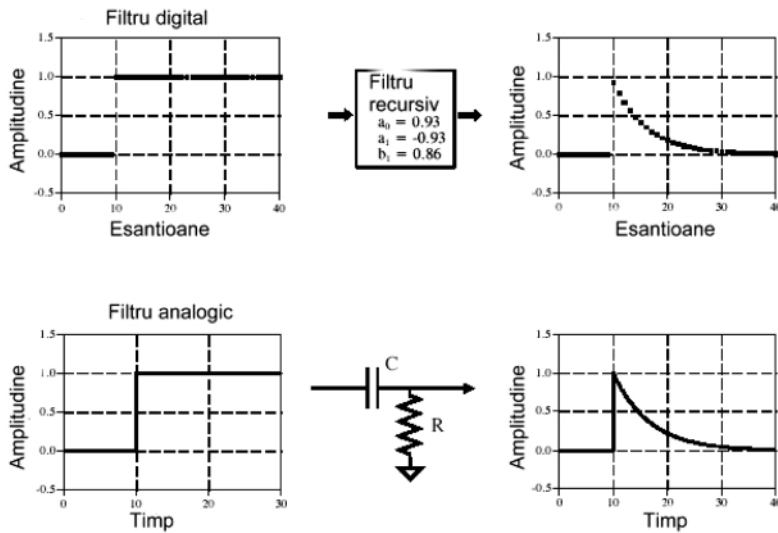 Filtru digital
Amplitudine
1.5
1.0
0.5
0.0
-0.5
0 10 20 30 40
Esantioane
Filtru
recursiv
a₀ = 0.93
a₁ = -0.93
b₁ = 0.86
Amplitudine
1.5
1.0
0.5
0.0
-0.5
0 10 20 30 40
Esantioane
Filtru analogic
Amplitudine
1.5
1.0
0.5
0.0
-0.5
0 10 20 30
Timp
C
R
Amplitudine
1.5
1.0
0.5
0.0
-0.5
0 10 20 30 40
Timp